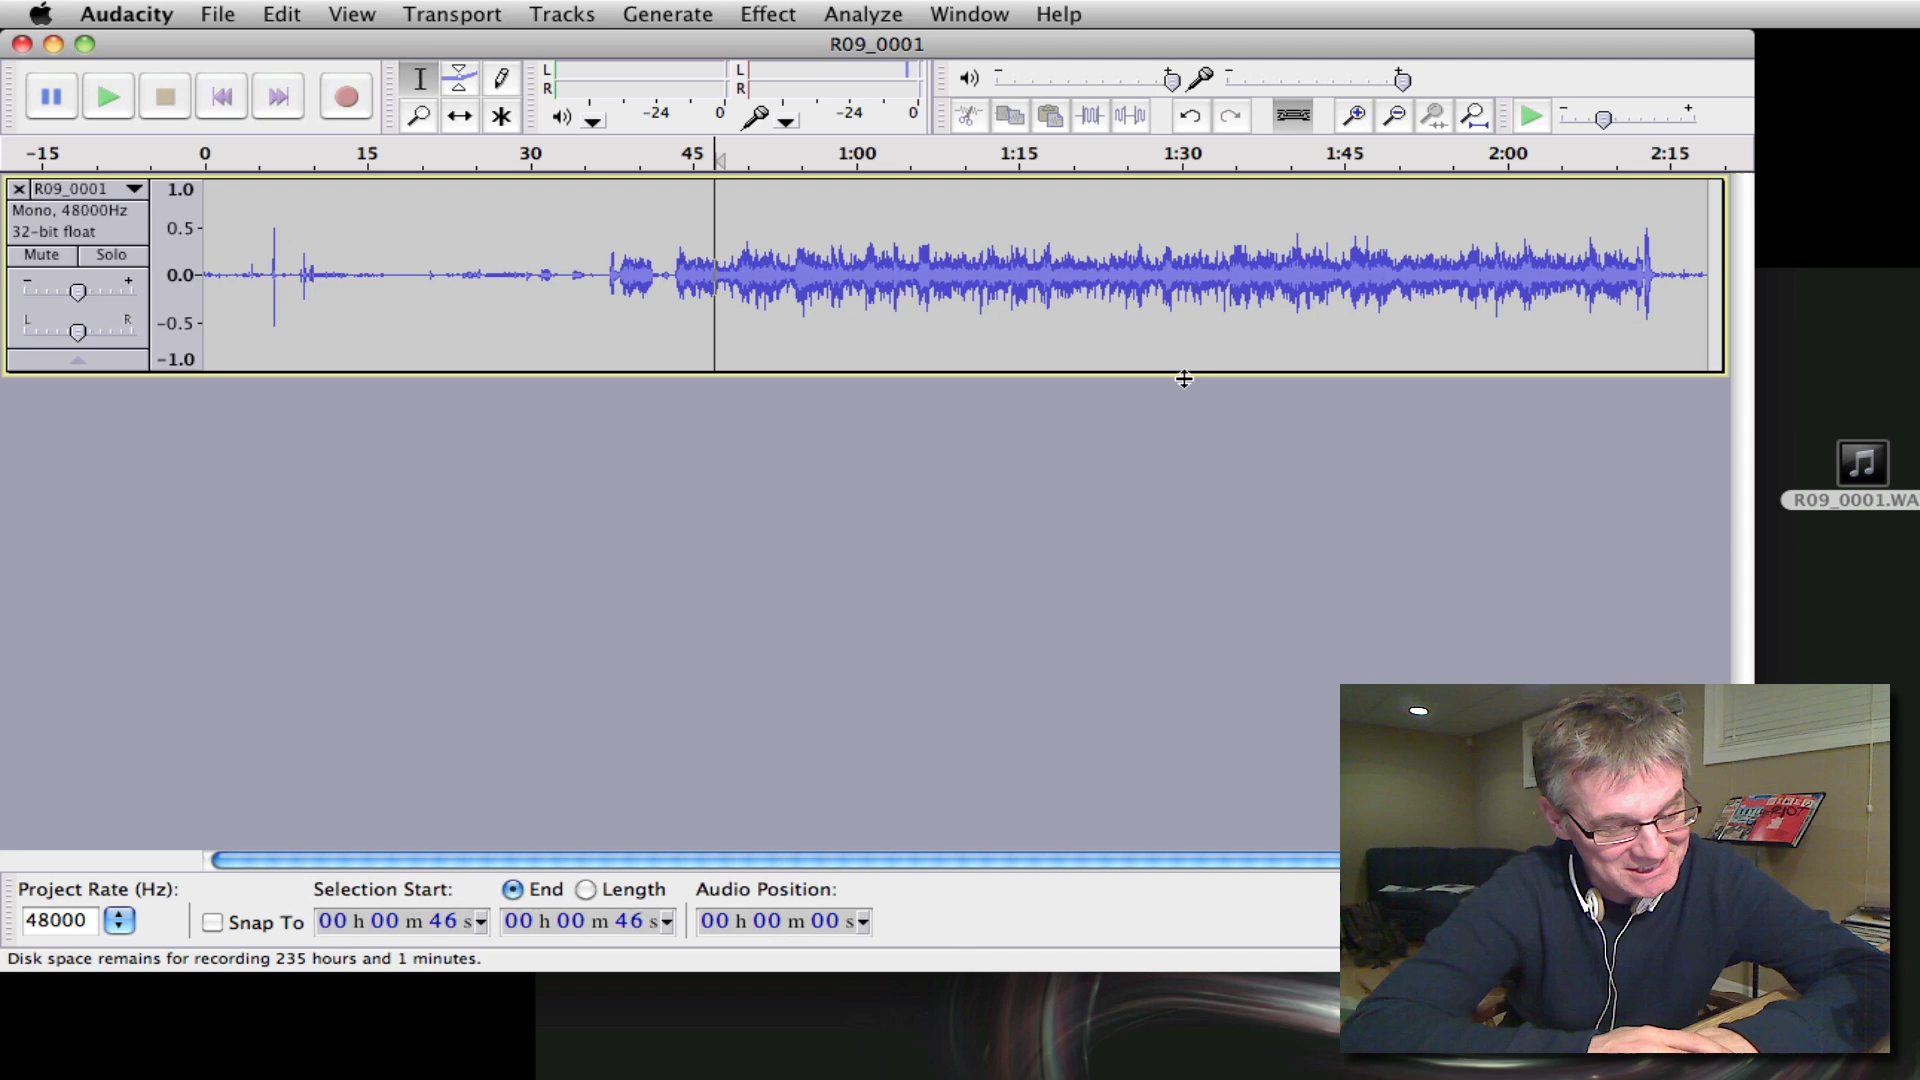 Audacity File Edit View Transport Tracks Generate Effect Analyze Window Help
R09_0001
L L
R R
-24 0 -24 0
-15 0 15 30 45 1:00 1:15 1:30 1:45 2:00 2:15
R09_0001
Mono, 48000Hz
32-bit float
Mute Solo
- +
L R
1.0
0.5
0.0
-0.5
-1.0
R09_0001.WA
Project Rate (Hz): Selection Start: End Length Audio Position:
48000 Snap To 00 h 00 m 46 s 00 h 00 m 46 s 00 h 00 m 00 s
Disk space remains for recording 235 hours and 1 minutes.